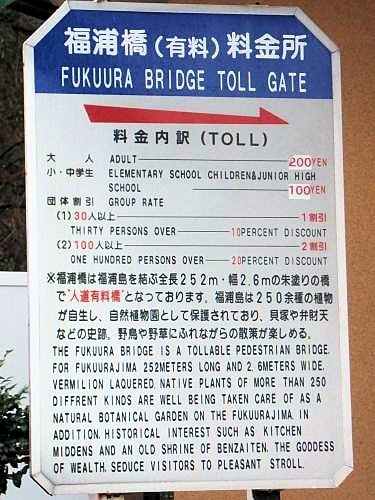 福浦橋(有料)料金所
FUKUURA BRIDGE TOLL GATE
料金内訳(TOLL)
大人 ADULT 200YEN
小・中学生 ELEMENTARY SCHOOL CHILDREN&JUNIOR HIGH
SCHOOL 100YEN
団体割引 GROUP RATE
(1)30人以上 1割引
THIRTY PERSONS OVER 10PERCENT DISCOUNT
(2)100人以上 2割引
ONE HUNDRED PERSONS OVER 20PERCENT DISCOUNT
※福浦橋は福浦島を結ぶ全長252m・幅2.6mの朱塗りの橋
で"人道有料橋"となっております。福浦島は250余種の植物
が自生し、自然植物園として保護されており、貝塚や弁財天
などの史跡、野鳥や野草にふれながらの散策が楽しめる。
THE FUKUURA BRIDGE IS A TOLLABLE PEDESTRIAN BRIDGE.
FOR FUKUURAJIMA 252METERS LONG AND 2.6METERS WIDE.
VERMILION LAQUERED. NATIVE PLANTS OF MORE THAN 250
DIFFRENT KINDS ARE WELL BEING TAKEN CARE OF AS A
NATURAL BOTANICAL GARDEN ON THE FUKUURAJIMA. IN
ADDITION. HISTORICAL INTEREST SUCH AS KITCHEN
MIDDENS AND AN OLD SHRINE OF BENZAITEN. THE GODDESS
OF WEALTH. SEDUCE VISITORS TO PLEASANT STROLL.